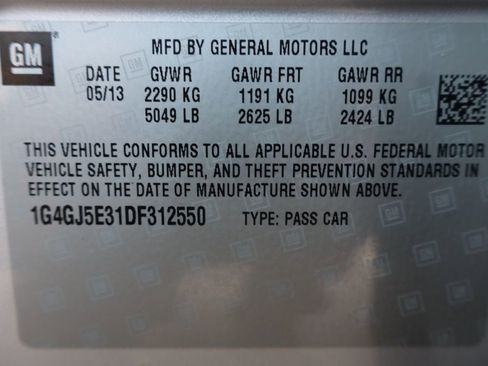 GM
MFD BY GENERAL MOTORS LLC
DATE GVWR GAWR FRT GAWR RR
05/13 2290 KG 1191 KG 1099 KG
5049 LB 2625 LB 2424 LB
THIS VEHICLE CONFORMS TO ALL APPLICABLE U.S. FEDERAL MOTOR
VEHICLE SAFETY, BUMPER, AND THEFT PREVENTION STANDARDS IN
EFFECT ON THE DATE OF MANUFACTURE SHOWN ABOVE.
1G4GJ5E31DF312550 TYPE: PASS CAR